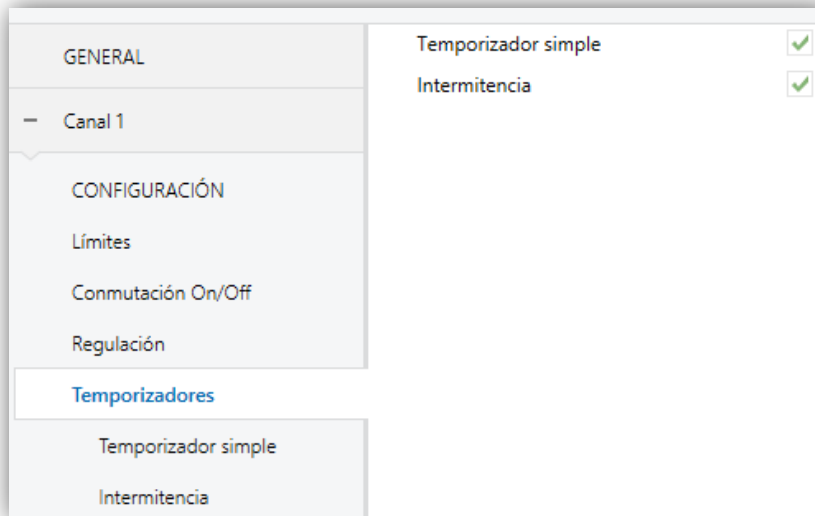 GENERAL
Canal 1
CONFIGURACIÓN
Límites
Conmutación On/Off
Regulación
Temporizadores
Temporizador simple
Intermitencia
Temporizador simple
Intermitencia